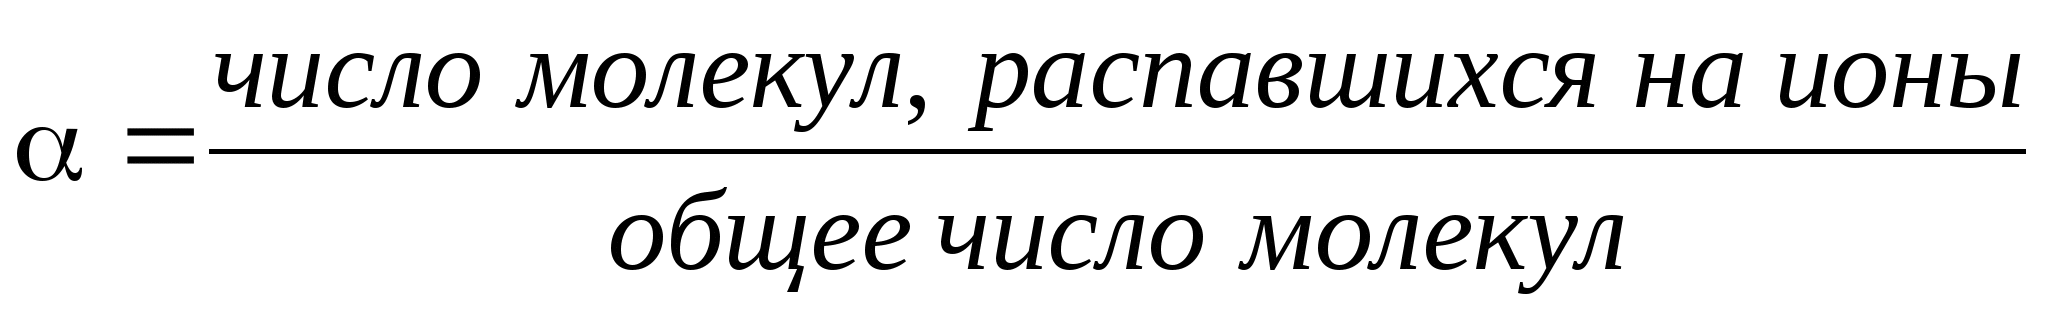 число молекул, распавшихся на ионы
α =
общее число молекул